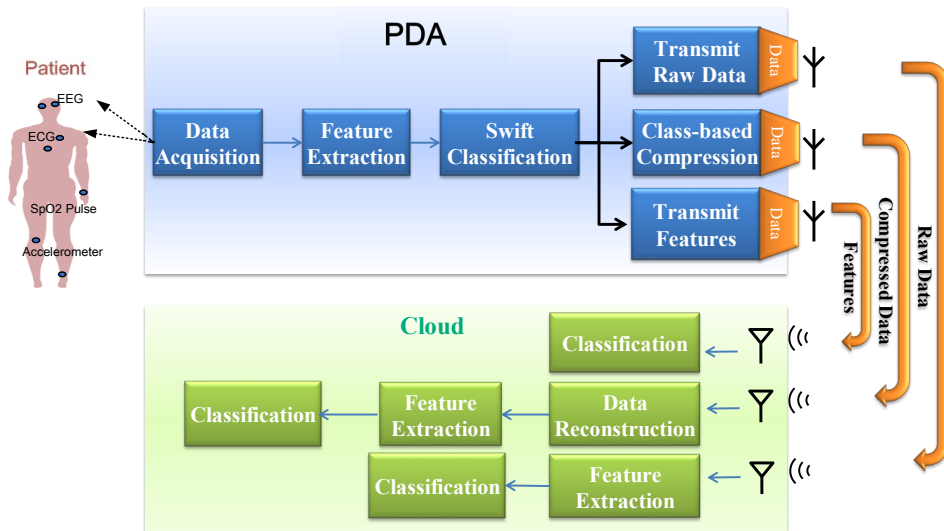 PDA
Patient
EEG
ECG
SpO2 Pulse
Accelerometer
Data
Acquisition
Feature
Extraction
Swift
Classification
Transmit
Raw Data
Data
Class-based
Compression
Data
Transmit
Features
Data
Features
Compressed Data
Raw Data
Cloud
Classification
Classification
Feature
Extraction
Data
Reconstruction
Classification
Feature
Extraction